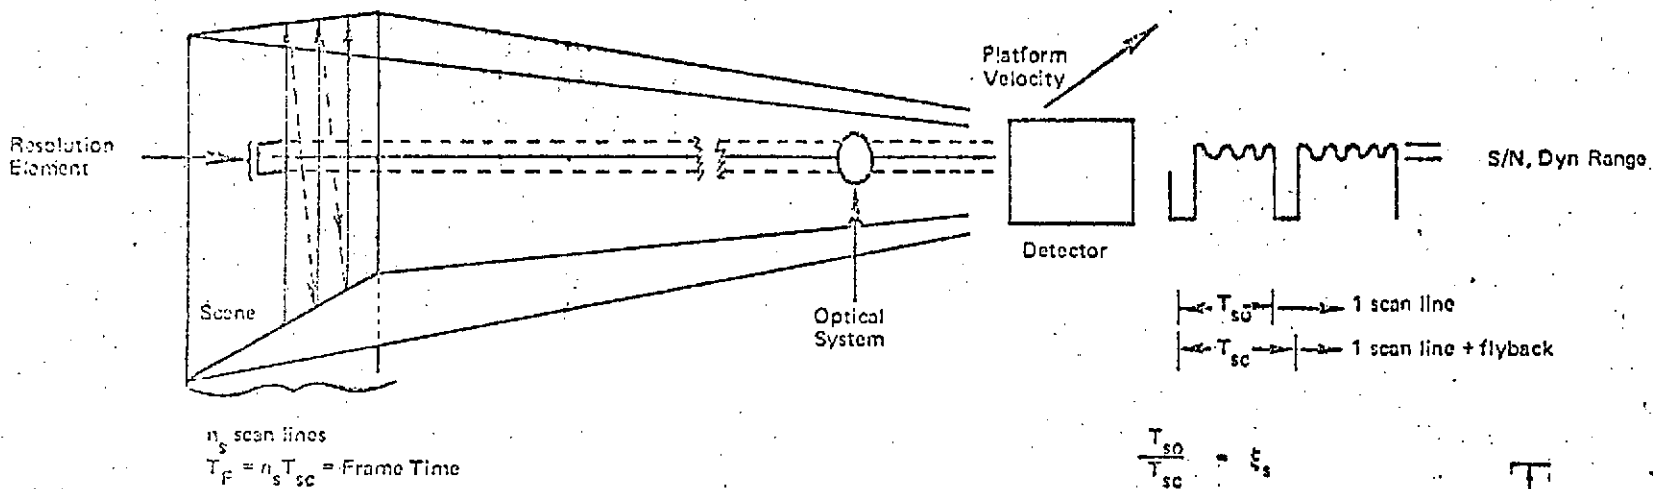 Platform
Velocity
Resolution
Element
S/N, Dyn Range
Detector
Scene
Optical
System
T_so 1 scan line
T_sc 1 scan line + flyback
n_s scan lines
T_F = n_s T_sc = Frame Time
T_so / T_sc = ξ_s